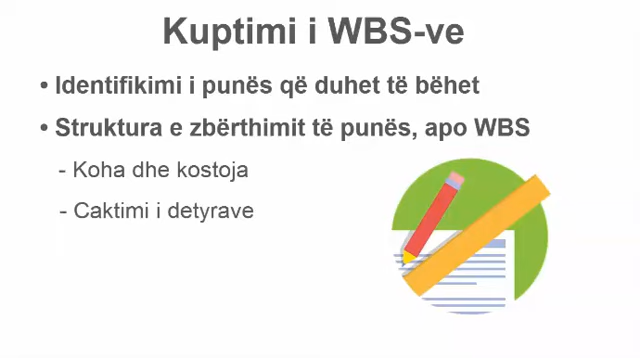 Kuptimi i WBS-ve
• Identifikimi i punës që duhet të bëhet
• Struktura e zbërthimit të punës, apo WBS
- Koha dhe kostoja
- Caktimi i detyrave